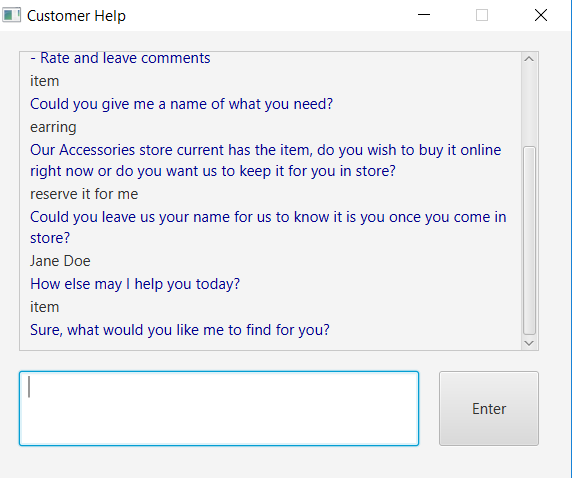 Customer Help
- Rate and leave comments
item
Could you give me a name of what you need?
earring
Our Accessories store current has the item, do you wish to buy it online
right now or do you want us to keep it for you in store?
reserve it for me
Could you leave us your name for us to know it is you once you come in
store?
Jane Doe
How else may I help you today?
item
Sure, what would you like me to find for you?
Enter